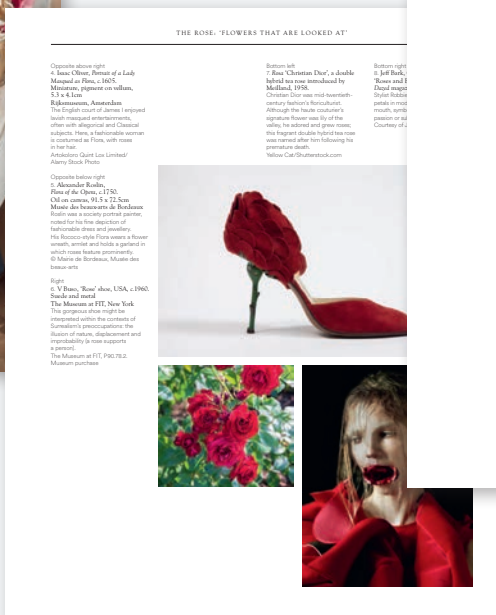 THE ROSE: 'FLOWERS THAT ARE LOOKED AT'
Opposite above right
4. Isaac Oliver, Portrait of a Lady
Masqued as Flora, c.1605,
Miniature, pigment on vellum,
5.3 x 4.1cm
Rijksmuseum, Amsterdam
The English court of James I enjoyed
lavish masqued entertainments,
often with allegorical and Classical
subjects. Here, a fashionable woman
is costumed as Flora, with roses
in her hair.
Artokoloro Quint Lox Limited/
Alamy Stock Photo
Opposite below right
5. Alexander Roslin,
Flora of the Opera, c.1750.
Oil on canvas, 91.5 x 72.5cm
Musée des beaux-arts de Bordeaux
Roslin was a society portrait painter,
noted for his fine depiction of
fashionable dress and jewellery.
His Rococo-style Flora wears a flower
wreath, armlet and holds a garland in
which roses feature prominently.
© Mairie de Bordeaux, Musée des
beaux-arts
Right
6. V Buso, 'Rose' shoe, USA, c.1960.
Suede and metal
The Museum at FIT, New York
This gorgeous shoe might be
interpreted within the contexts of
Surrealism's preoccupations: the
illusion of nature, displacement and
improbability (a rose supports
a person).
The Museum at FIT, P90.78.2.
Museum purchase
Bottom left
7. Rosa 'Christian Dior', a double
hybrid tea rose introduced by
Meilland, 1958.
Christian Dior was mid-twentieth-
century fashion's floriculturist.
Although the haute couturier's
signature flower was lily of the
valley, he adored and grew roses;
this fragrant double hybrid tea rose
was named after him following his
premature death.
Yellow Cat/Shutterstock.com
Bottom right
8. Jeff Bark,
'Roses and
Dazed magaz
Stylist Robbie
petals in mod
mouth, symb
passion or su
Courtesy of J